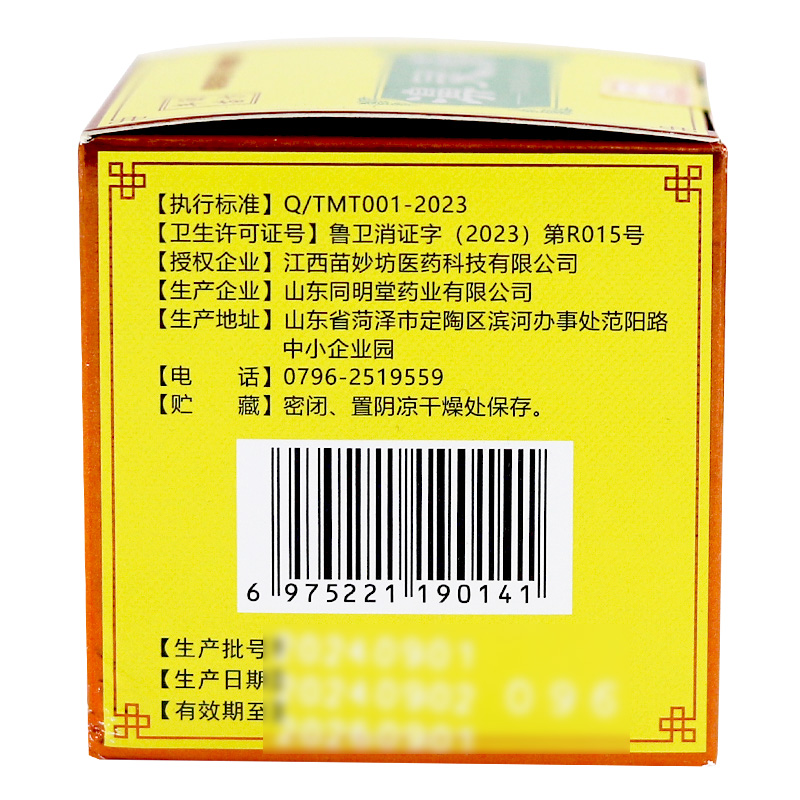 【执行标准】Q/TMT001-2023
【卫生许可证号】鲁卫消证字（2023）第R015号
【授权企业】江西苗妙坊医药科技有限公司
【生产企业】山东同明堂药业有限公司
【生产地址】山东省菏泽市定陶区滨河办事处范阳路
中小企业园
【电 话】0796-2519559
【贮 藏】密闭、置阴凉干燥处保存。
6 975221 190141
【生产批号 20240901
【生产日期 20240902 096
【有效期至 20260901